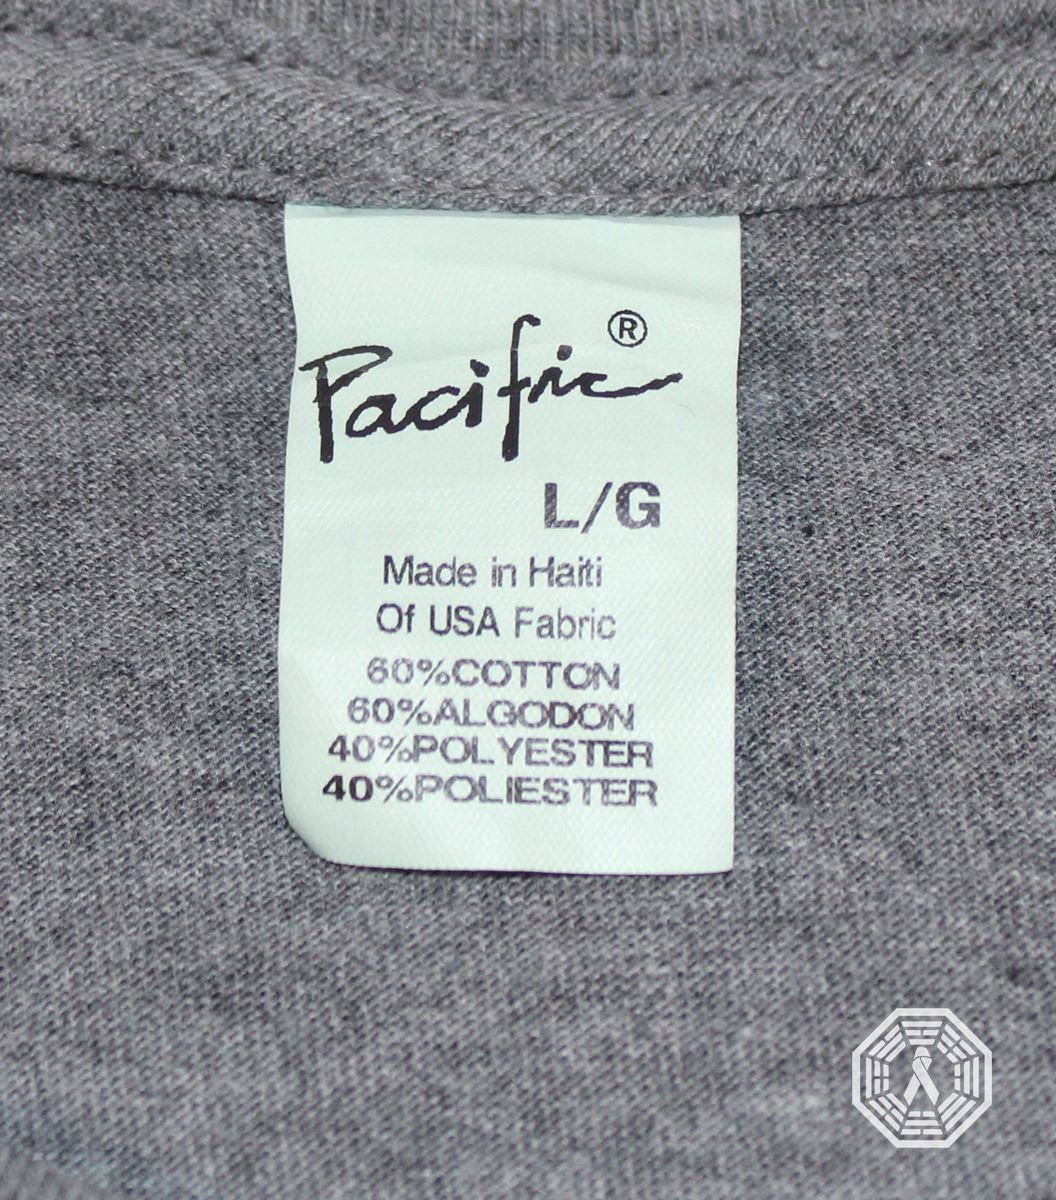 Pacific®
L/G
Made in Haiti
Of USA Fabric
60%COTTON
60%ALGODON
40%POLYESTER
40%POLIESTER